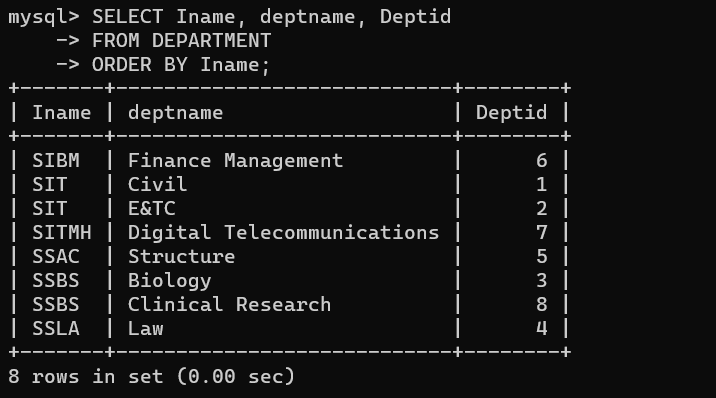 mysql> SELECT Iname, deptname, Deptid
    -> FROM DEPARTMENT
    -> ORDER BY Iname;
+-------+----------------------------+--------+
| Iname | deptname                   | Deptid |
+-------+----------------------------+--------+
| SIBM  | Finance Management         |      6 |
| SIT   | Civil                      |      1 |
| SIT   | E&TC                       |      2 |
| SITMH | Digital Telecommunications |      7 |
| SSAC  | Structure                  |      5 |
| SSBS  | Biology                    |      3 |
| SSBS  | Clinical Research          |      8 |
| SSLA  | Law                        |      4 |
+-------+----------------------------+--------+
8 rows in set (0.00 sec)